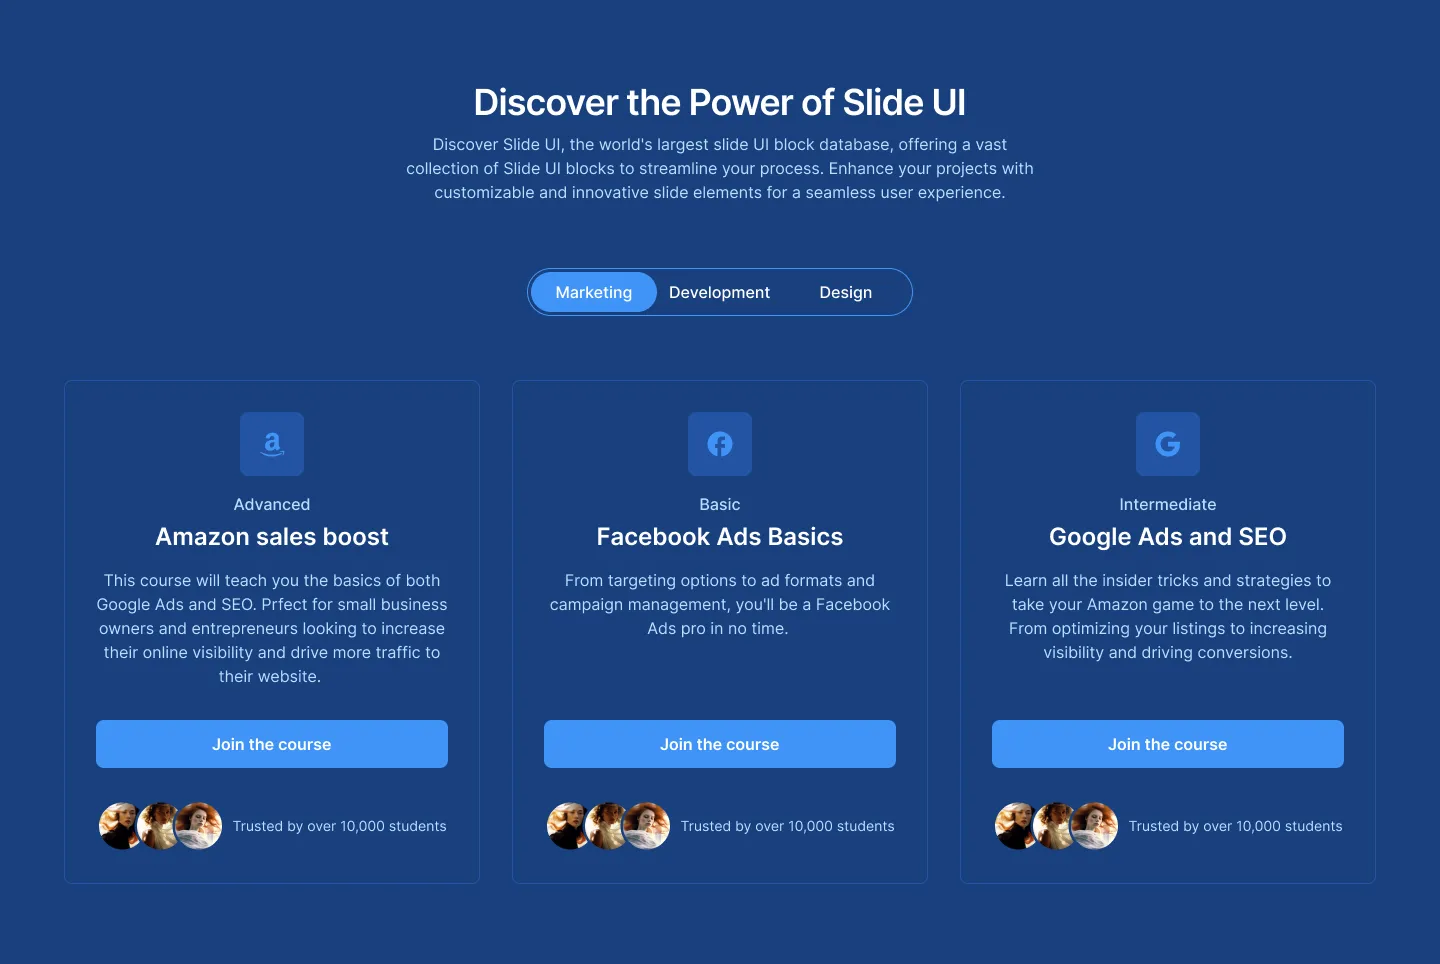 Discover the Power of Slide UI
Discover Slide UI, the world's largest slide UI block database, offering a vast
collection of Slide UI blocks to streamline your process. Enhance your projects with
customizable and innovative slide elements for a seamless user experience.
Marketing
Development
Design
Advanced
Amazon sales boost
This course will teach you the basics of both
Google Ads and SEO. Prfect for small business
owners and entrepreneurs looking to increase
their online visibility and drive more traffic to
their website.
Join the course
Trusted by over 10,000 students
Basic
Facebook Ads Basics
From targeting options to ad formats and
campaign management, you'll be a Facebook
Ads pro in no time.
Join the course
Trusted by over 10,000 students
Intermediate
Google Ads and SEO
Learn all the insider tricks and strategies to
take your Amazon game to the next level.
From optimizing your listings to increasing
visibility and driving conversions.
Join the course
Trusted by over 10,000 students